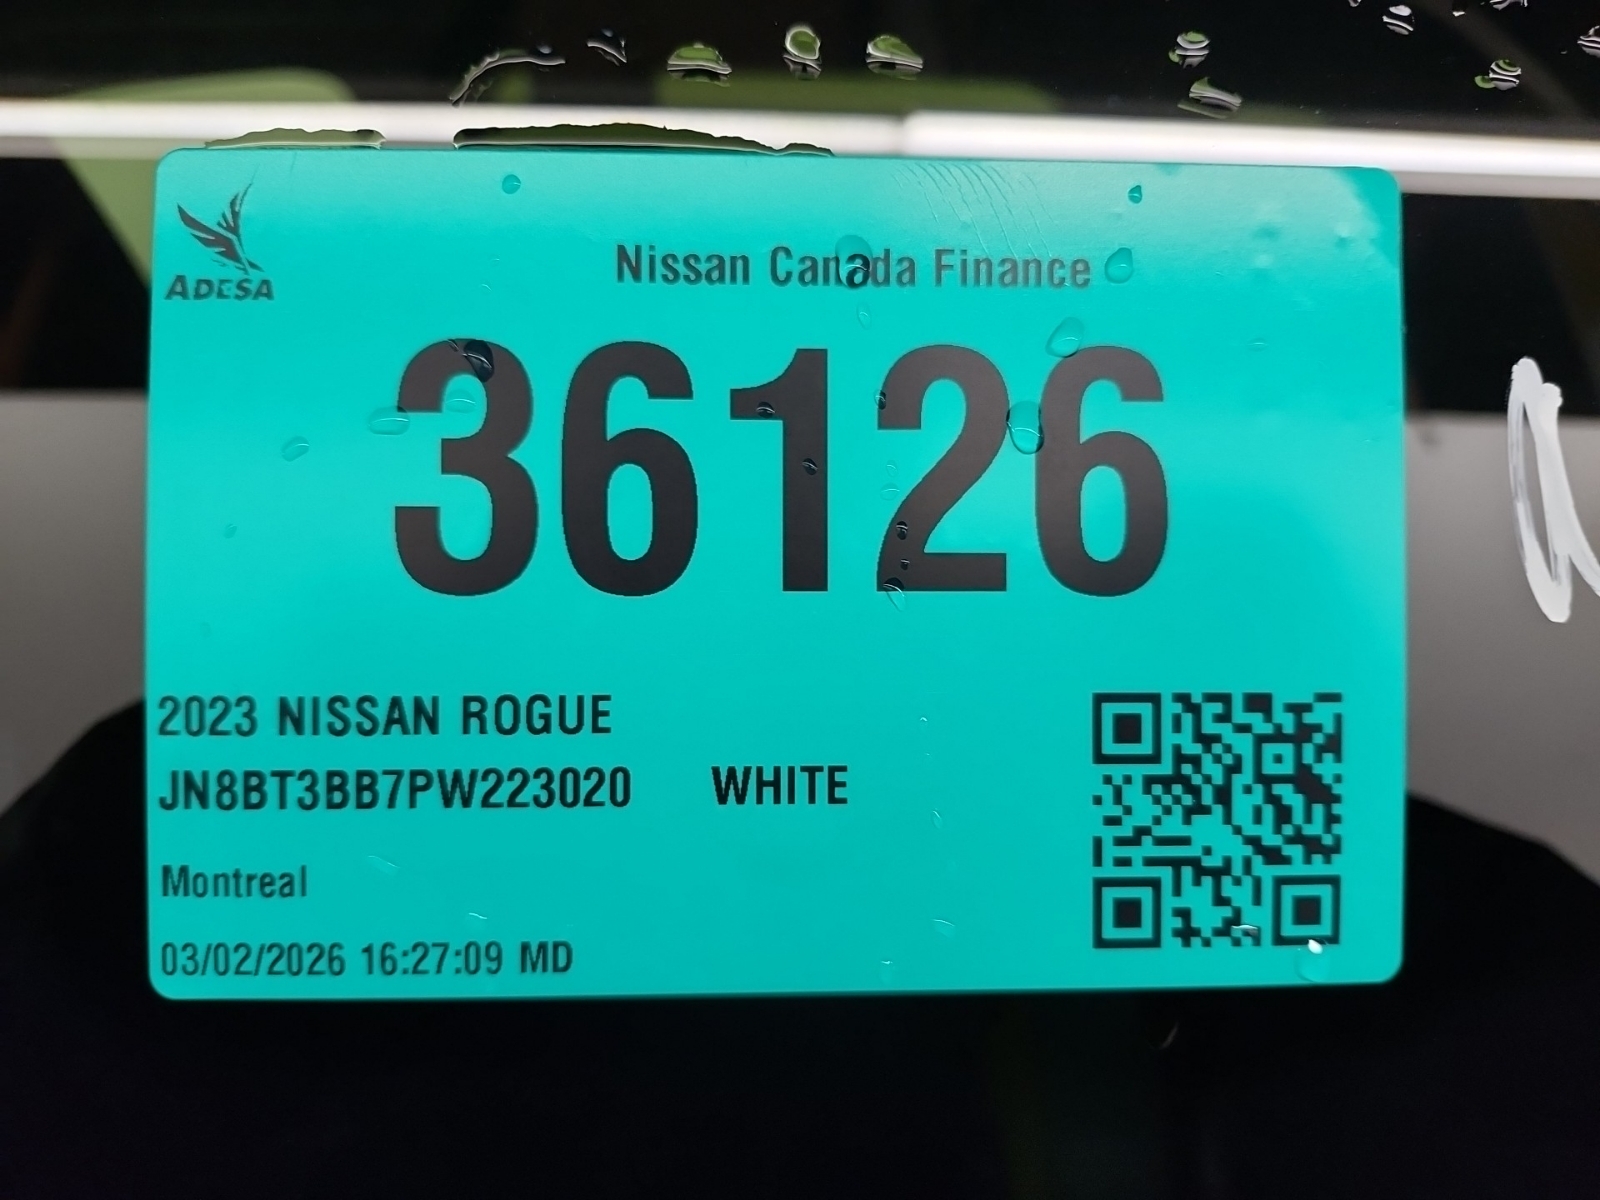 ADESA
Nissan Canada Finance
36126
2023 NISSAN ROGUE
JN8BT3BB7PW223020 WHITE
Montreal
03/02/2026 16:27:09 MD